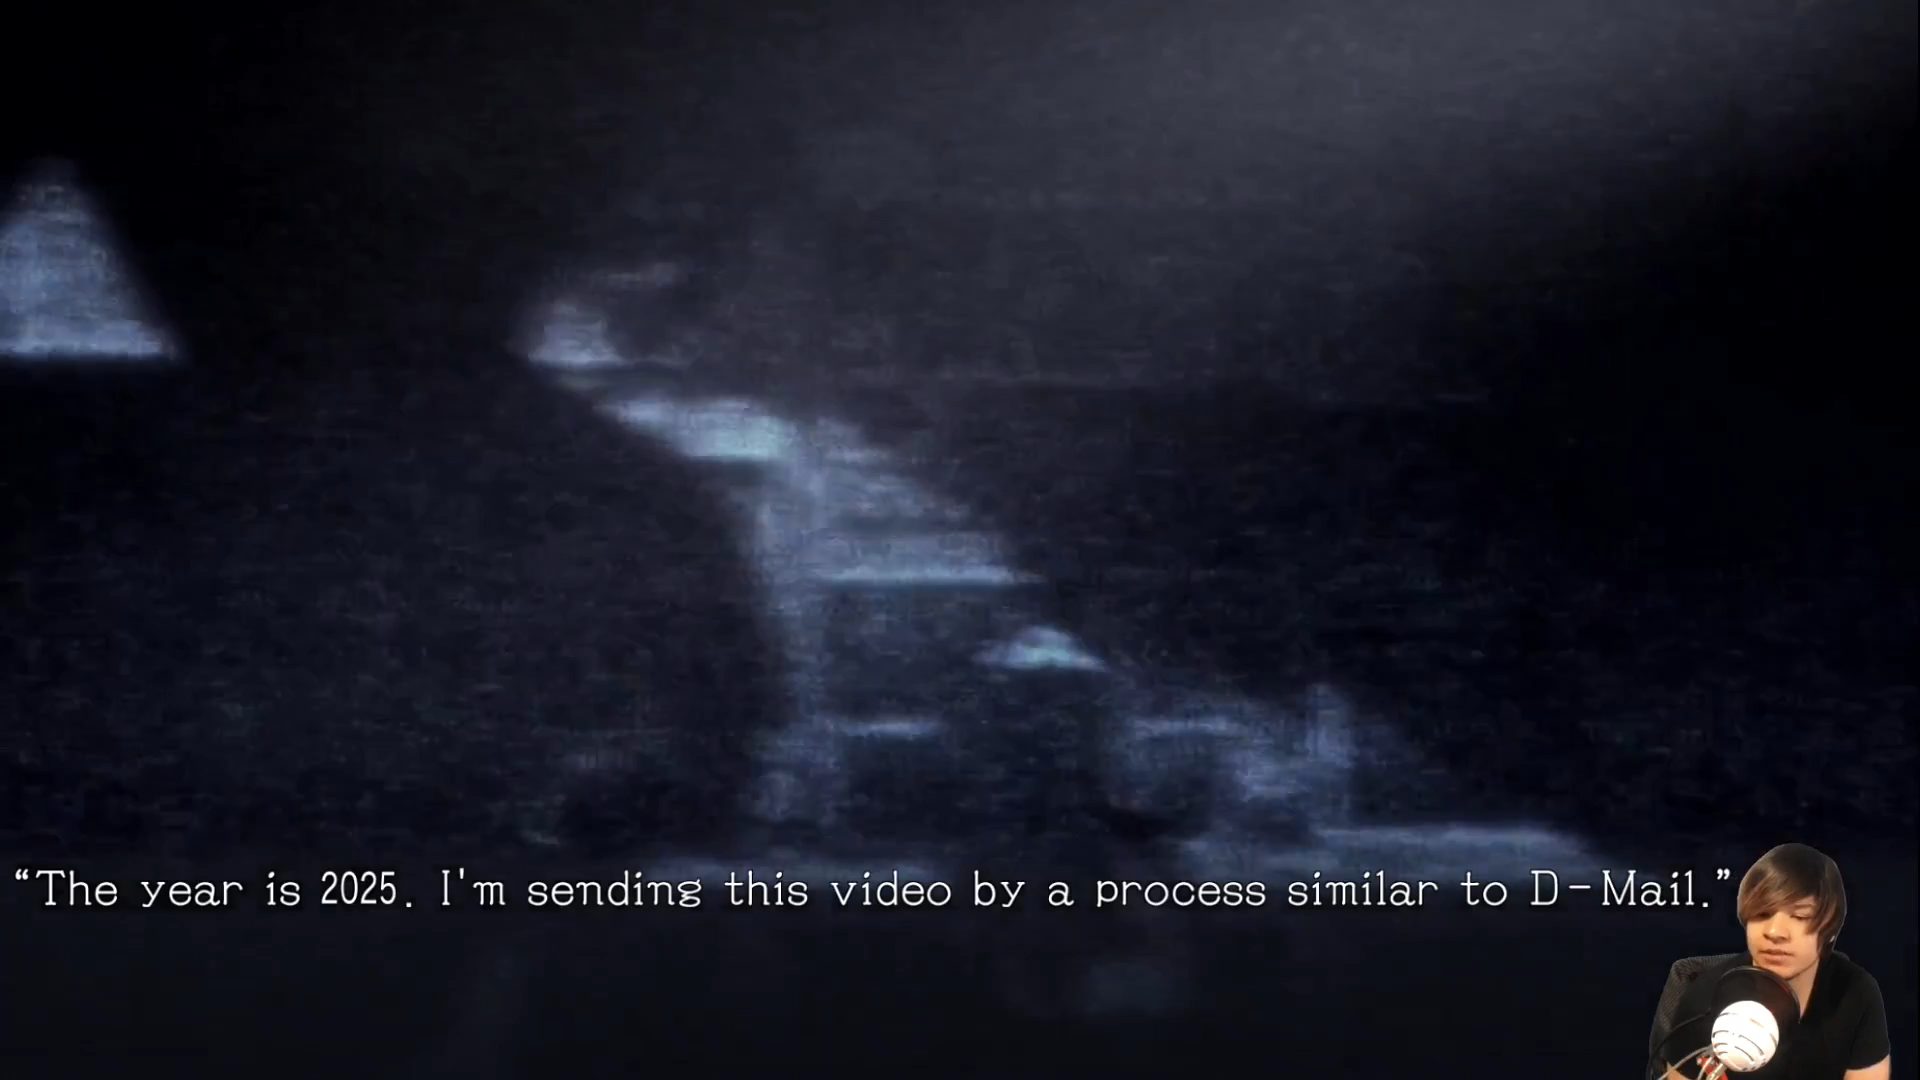 “The year is 2025. I'm sending this video by a process similar to D-Mail.”